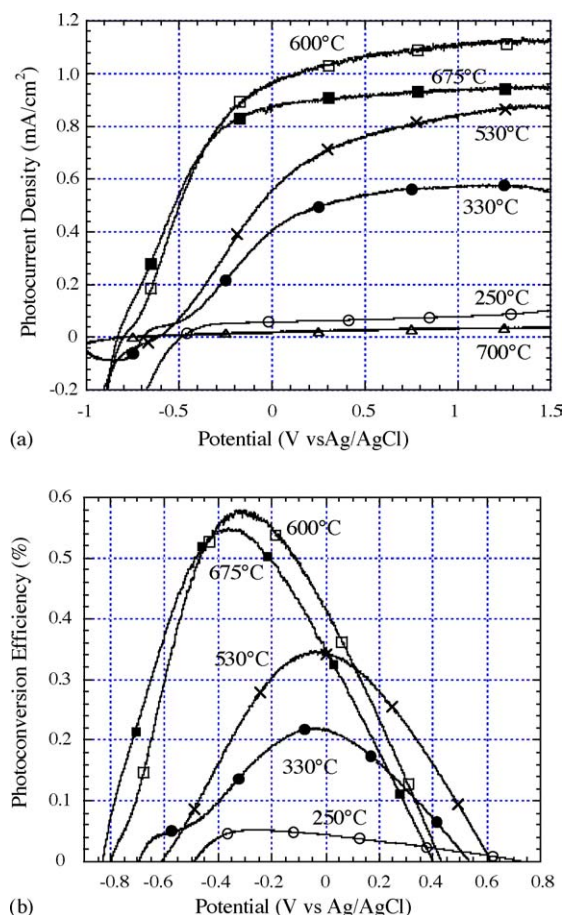 1.2
1.0
0.8
0.6
0.4
0.2
0
-0.2
Photocurrent Density (mA/cm²)
600°C
675°C
530°C
330°C
250°C
700°C
-1 -0.5 0 0.5 1 1.5
(a) Potential (V vsAg/AgCl)
0.6
0.5
0.4
0.3
0.2
0.1
0
Photoconversion Efficiency (%)
600°C
675°C
530°C
330°C
250°C
-0.8 -0.6 -0.4 -0.2 0 0.2 0.4 0.6 0.8
(b) Potential (V vs Ag/AgCl)